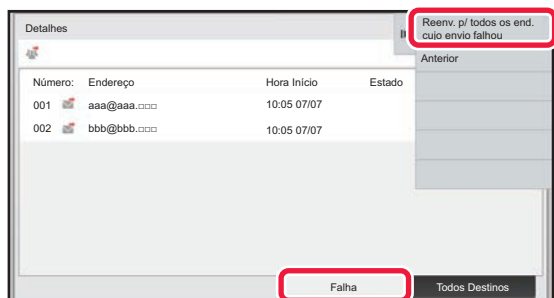 Detalhes
Reenv. p/ todos os end.
cujo envio falhou
Anterior
Número: Endereço Hora Início Estado
001 aaa@aaa.□□□ 10:05 07/07
002 bbb@bbb.□□□ 10:05 07/07
Falha Todos Destinos